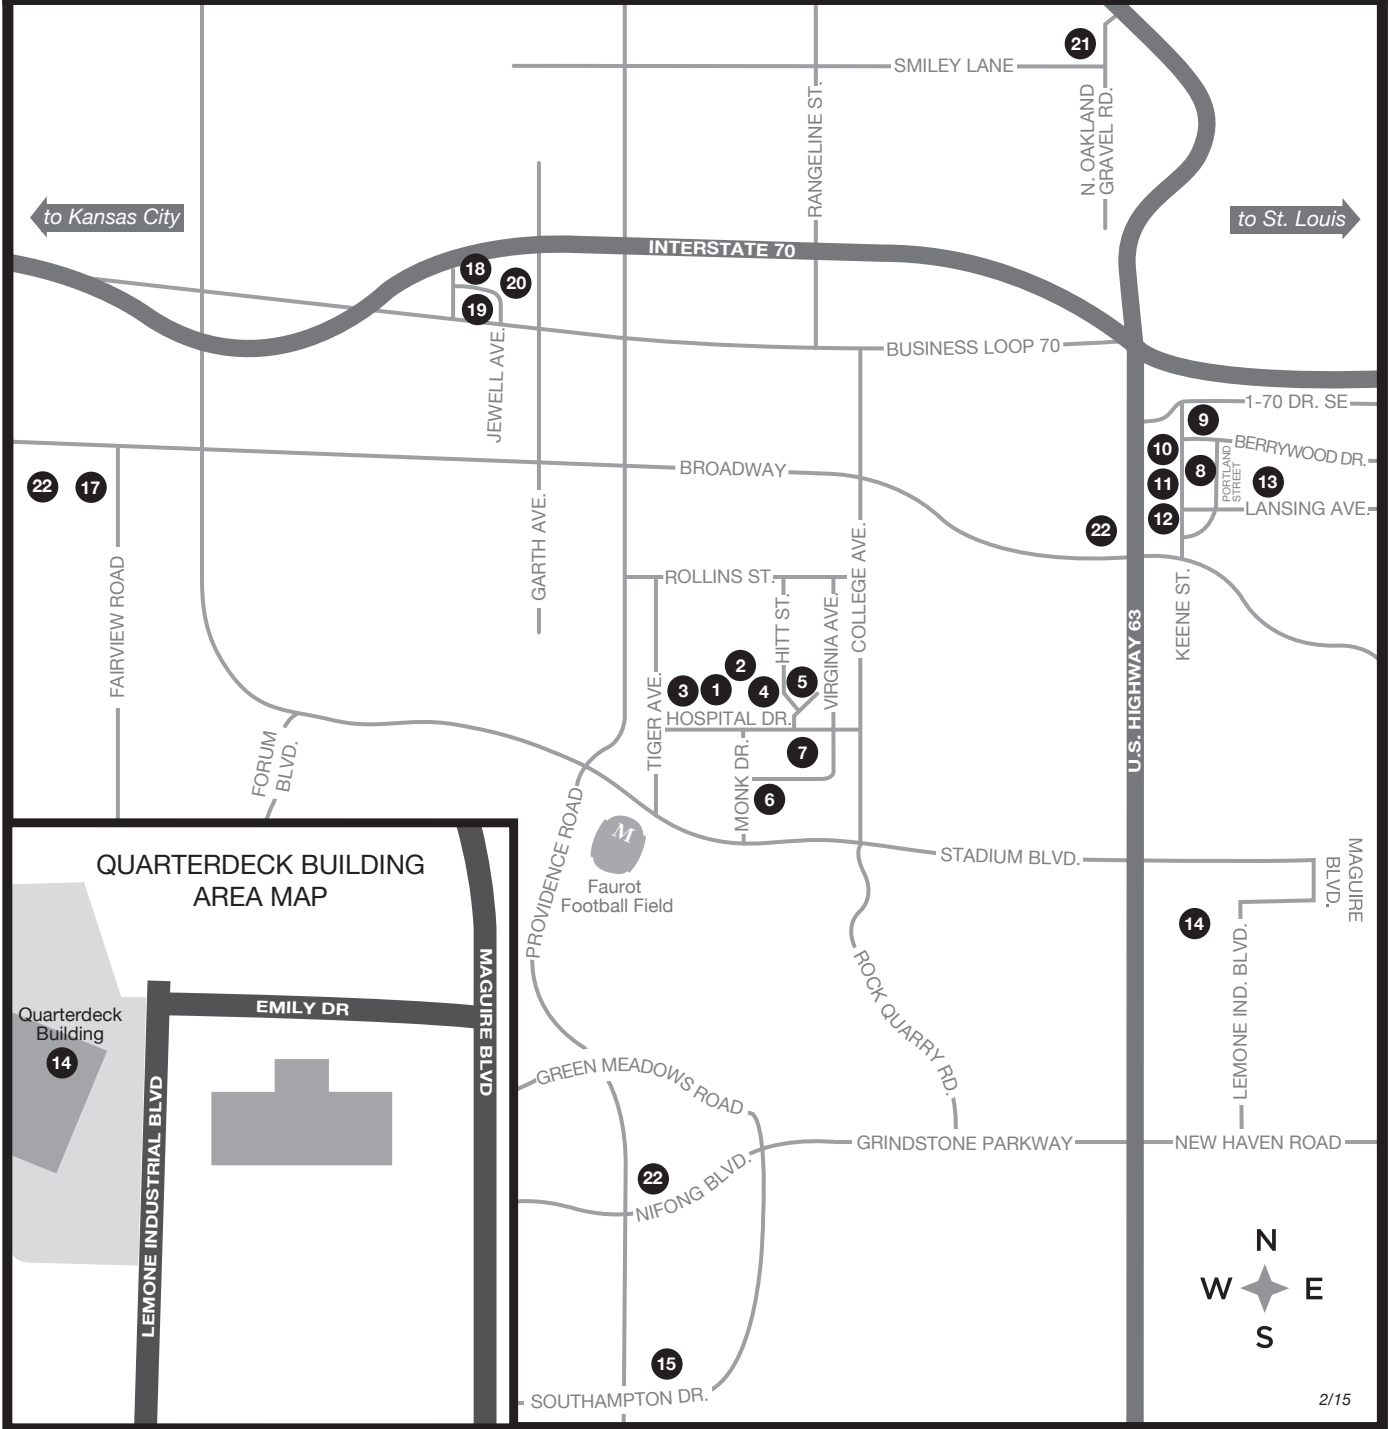 21
SMILEY LANE
RANGELINE ST.
N. OAKLAND
GRAVEL RD.
to Kansas City
to St. Louis
INTERSTATE 70
18
20
19
JEWELL AVE.
BUSINESS LOOP 70
1-70 DR. SE
9
BERRYWOOD DR.
10
8
PORTLAND
STREET
13
11
12
LANSING AVE.
BROADWAY
22
17
22
GARTH AVE.
COLLEGE AVE.
ROLLINS ST.
HITT ST.
VIRGINIA AVE.
KEENE ST.
U.S. HIGHWAY 63
FAIRVIEW ROAD
2
3
1
4
5
HOSPITAL DR.
TIGER AVE.
7
MONK DR.
6
FORUM
BLVD.
PROVIDENCE ROAD
M
Faurot
Football Field
STADIUM BLVD.
MAGUIRE
BLVD.
14
LEMONE IND. BLVD.
ROCK QUARRY RD.
QUARTERDECK BUILDING
AREA MAP
Quarterdeck
Building
14
EMILY DR
MAGUIRE BLVD
LEMONE INDUSTRIAL BLVD
GREEN MEADOWS ROAD
GRINDSTONE PARKWAY
NEW HAVEN ROAD
22
NIFONG BLVD.
15
SOUTHAMPTON DR.
N
W
E
S
2/15